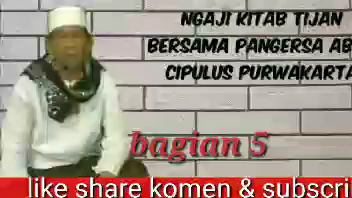 NGAJI KITAB TIJAN
BERSAMA PANGERSA AB
CIPULUS PURWAKARTA
bagian 5
like share komen & subscri